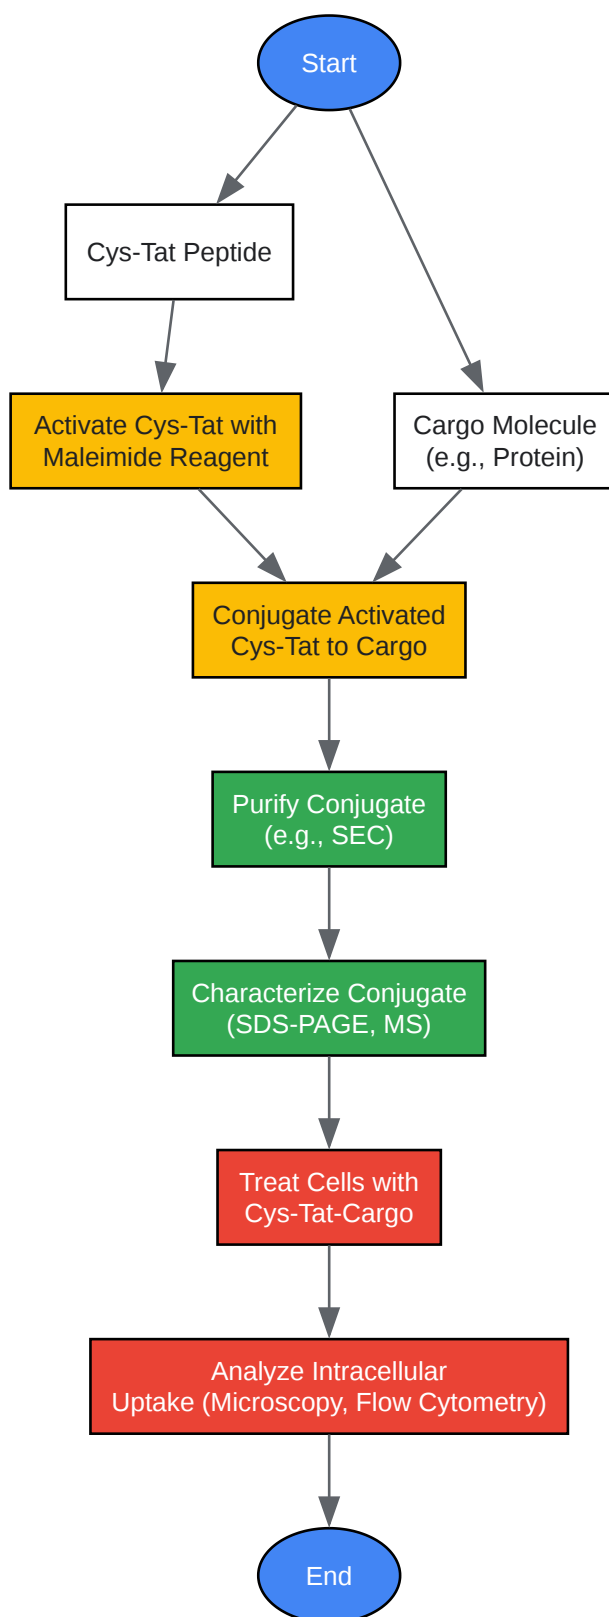 Start
Cys-Tat Peptide
Activate Cys-Tat with
Maleimide Reagent
Cargo Molecule
(e.g., Protein)
Conjugate Activated
Cys-Tat to Cargo
Purify Conjugate
(e.g., SEC)
Characterize Conjugate
(SDS-PAGE, MS)
Treat Cells with
Cys-Tat-Cargo
Analyze Intracellular
Uptake (Microscopy, Flow Cytometry)
End